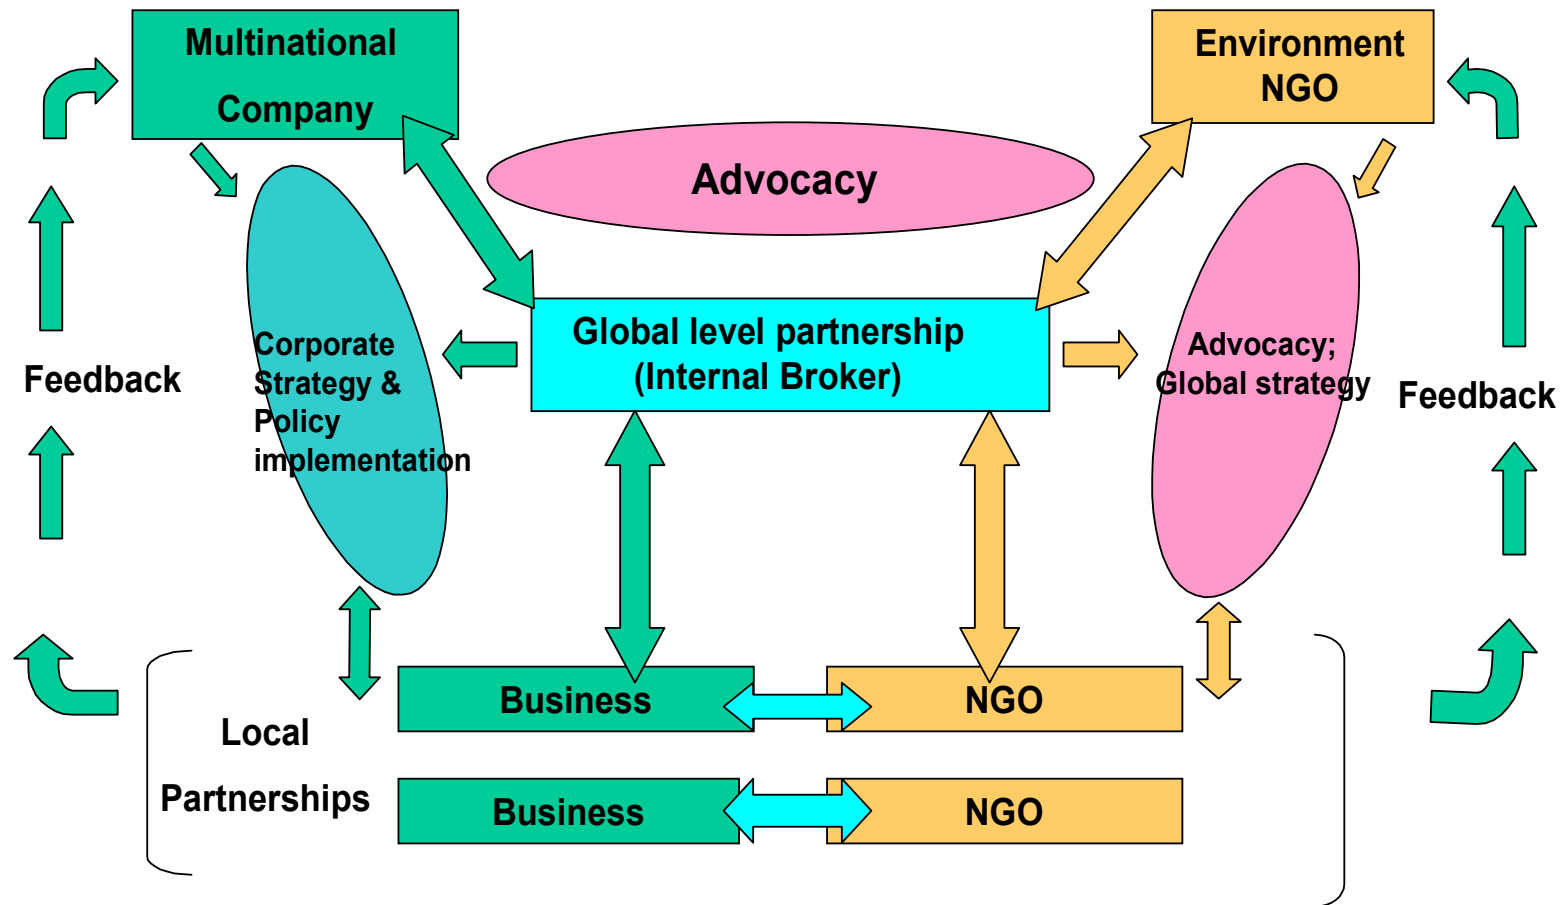 Multinational
Company
Environment
NGO
Advocacy
Global level partnership
(Internal Broker)
Corporate
Strategy &
Policy
implementation
Advocacy;
Global strategy
Feedback
Feedback
Local
Partnerships
Business
NGO
Business
NGO